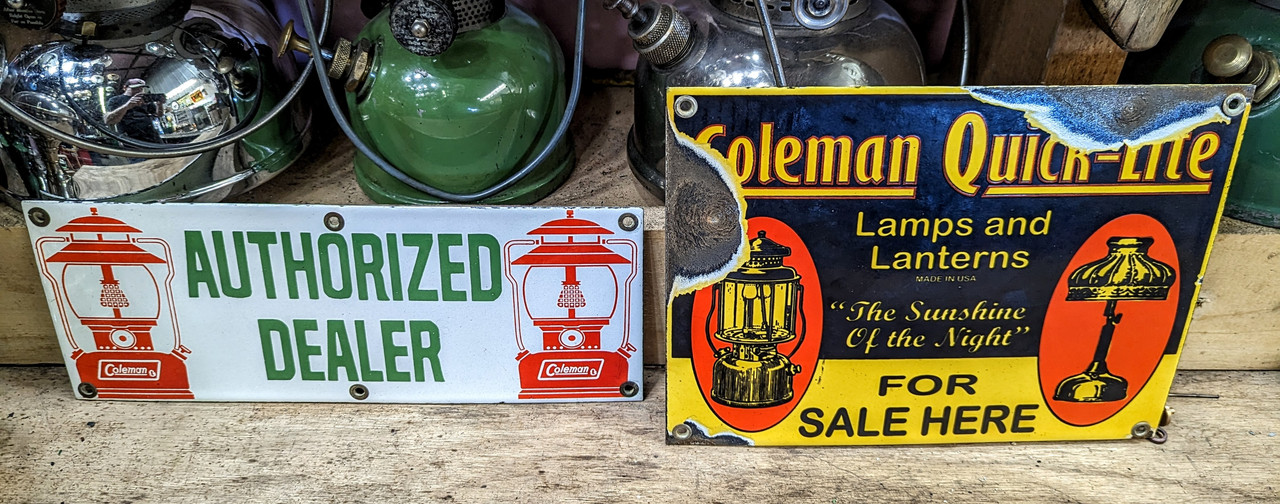 AUTHORIZED
DEALER
Coleman
Coleman
Coleman Quick-Lite
Lamps and
Lanterns
MADE IN USA
“The Sunshine
Of the Night”
FOR
SALE HERE